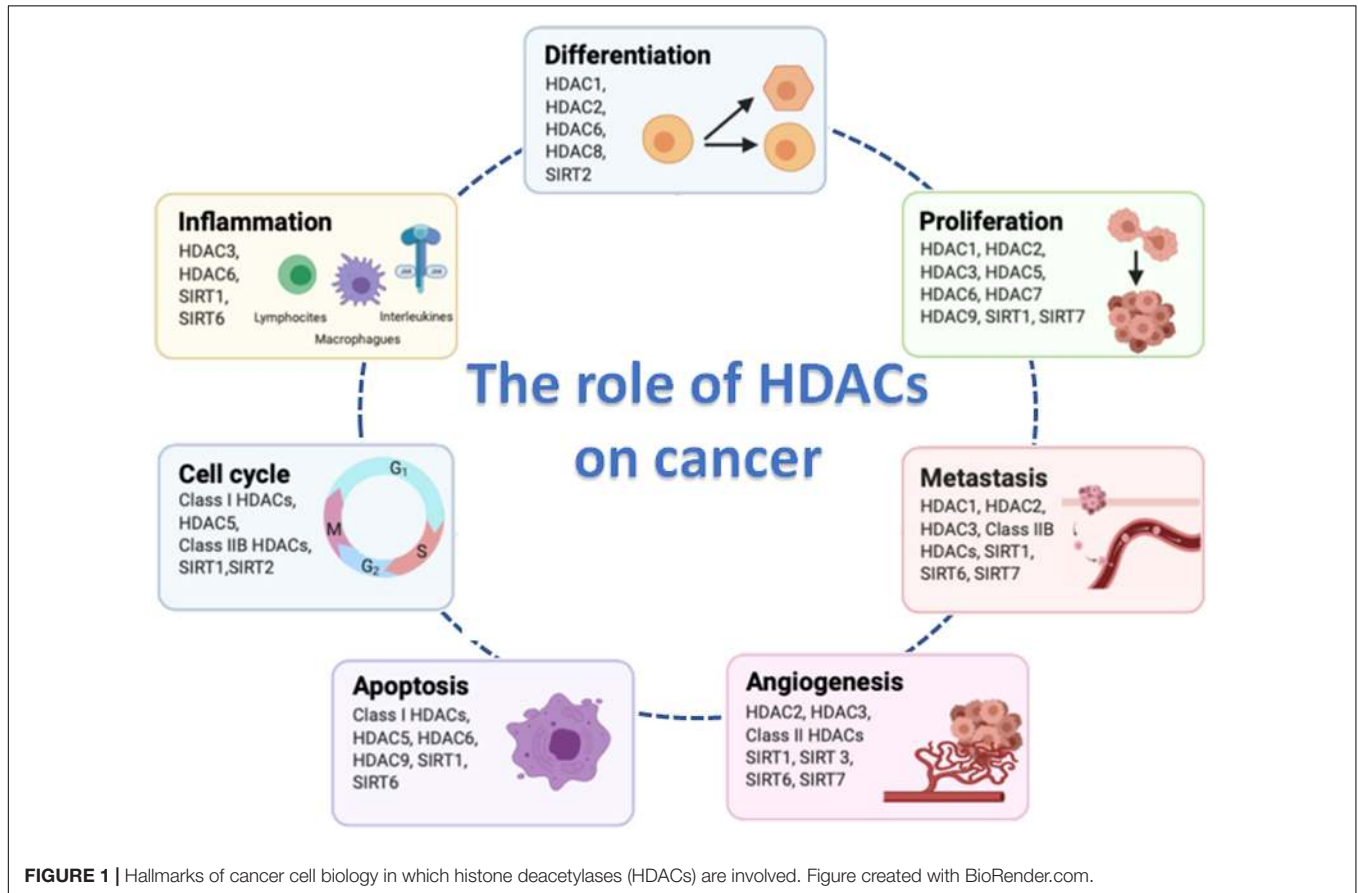 Differentiation
HDAC1,
HDAC2,
HDAC6,
HDAC8,
SIRT2
Inflammation
HDAC3,
HDAC6,
SIRT1,
SIRT6
Lymphocites
Macrophagues
Interleukines
JAK
JAK
Proliferation
HDAC1, HDAC2,
HDAC3, HDAC5,
HDAC6, HDAC7
HDAC9, SIRT1, SIRT7
The role of HDACs
on cancer
Cell cycle
Class I HDACs,
HDAC5,
Class IIB HDACs,
SIRT1,SIRT2
G1
S
G2
M
Metastasis
HDAC1, HDAC2,
HDAC3, Class IIB
HDACs, SIRT1,
SIRT6, SIRT7
Apoptosis
Class I HDACs,
HDAC5, HDAC6,
HDAC9, SIRT1,
SIRT6
Angiogenesis
HDAC2, HDAC3,
Class II HDACs
SIRT1, SIRT 3,
SIRT6, SIRT7
FIGURE 1 | Hallmarks of cancer cell biology in which histone deacetylases (HDACs) are involved. Figure created with BioRender.com.